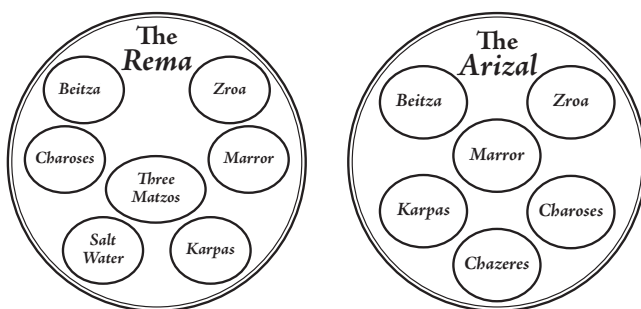 The
Rema
Beitza
Zroa
Charoses
Marror
Three
Matzos
Salt
Water
Karpas
The
Arizal
Beitza
Zroa
Marror
Karpas
Charoses
Chazeres